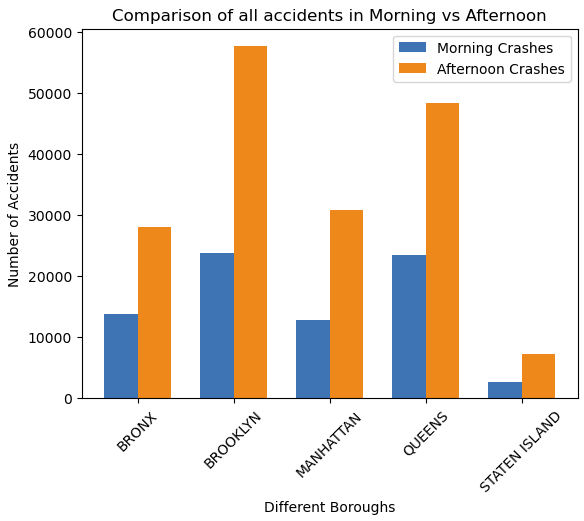 Comparison of all accidents in Morning vs Afternoon
Morning Crashes
Afternoon Crashes
Number of Accidents
60000
50000
40000
30000
20000
10000
0
BRONX
BROOKLYN
MANHATTAN
QUEENS
STATEN ISLAND
Different Boroughs